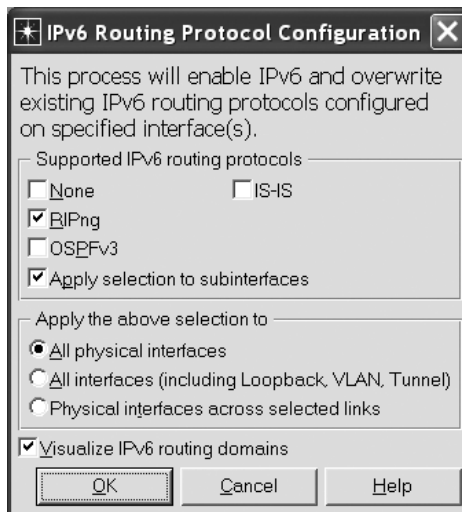 IPv6 Routing Protocol Configuration
This process will enable IPv6 and overwrite
existing IPv6 routing protocols configured
on specified interface(s).
Supported IPv6 routing protocols
None IS-IS
RIPng
OSPFv3
Apply selection to subinterfaces
Apply the above selection to
All physical interfaces
All interfaces (including Loopback, VLAN, Tunnel)
Physical interfaces across selected links
Visualize IPv6 routing domains
OK Cancel Help